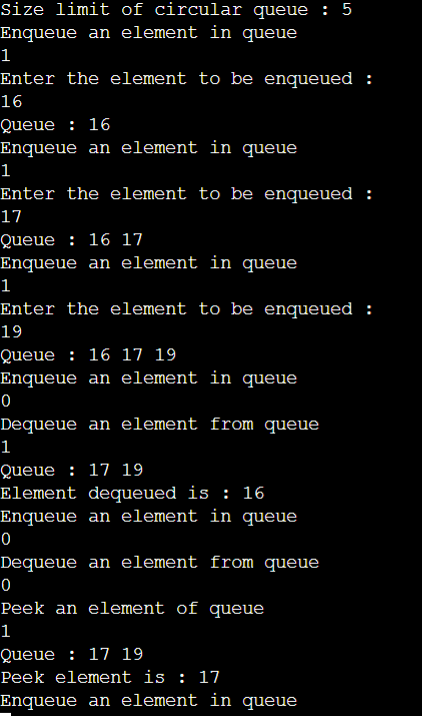 Size limit of circular queue : 5
Enqueue an element in queue
1
Enter the element to be enqueued :
16
Queue : 16
Enqueue an element in queue
1
Enter the element to be enqueued :
17
Queue : 16 17
Enqueue an element in queue
1
Enter the element to be enqueued :
19
Queue : 16 17 19
Enqueue an element in queue
0
Dequeue an element from queue
1
Queue : 17 19
Element dequeued is : 16
Enqueue an element in queue
0
Dequeue an element from queue
0
Peek an element of queue
1
Queue : 17 19
Peek element is : 17
Enqueue an element in queue